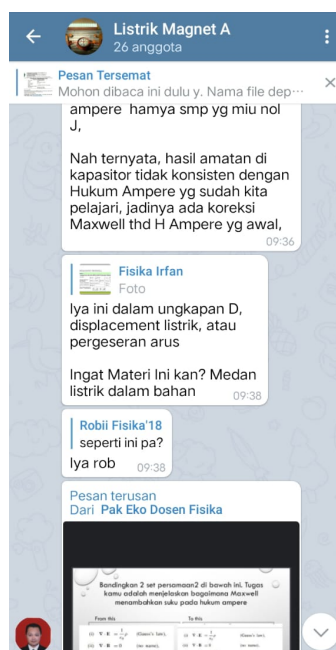 Listrik Magnet A
26 anggota
Pesan Tersemat
Mohon dibaca ini dulu y. Nama file dep...
ampere hamya smp yg miu nol
J,
Nah ternyata, hasil amatan di
kapasitor tidak konsisten dengan
Hukum Ampere yg sudah kita
pelajari, jadinya ada koreksi
Maxwell thd H Ampere yg awal,
09:36
Fisika Irfan
Foto
Iya ini dalam ungkapan D,
displacement listrik, atau
pergeseran arus
Ingat Materi Ini kan? Medan
listrik dalam bahan
09:38
Robii Fisika'18
seperti ini pa?
Iya rob 09:38
Pesan terusan
Dari Pak Eko Dosen Fisika
Bandingkan 2 set persamaan2 di bawah ini. Tugas
kamu adalah menjelaskan bagaimana Maxwell
menambahkan suku pada hukum ampere
From this To this